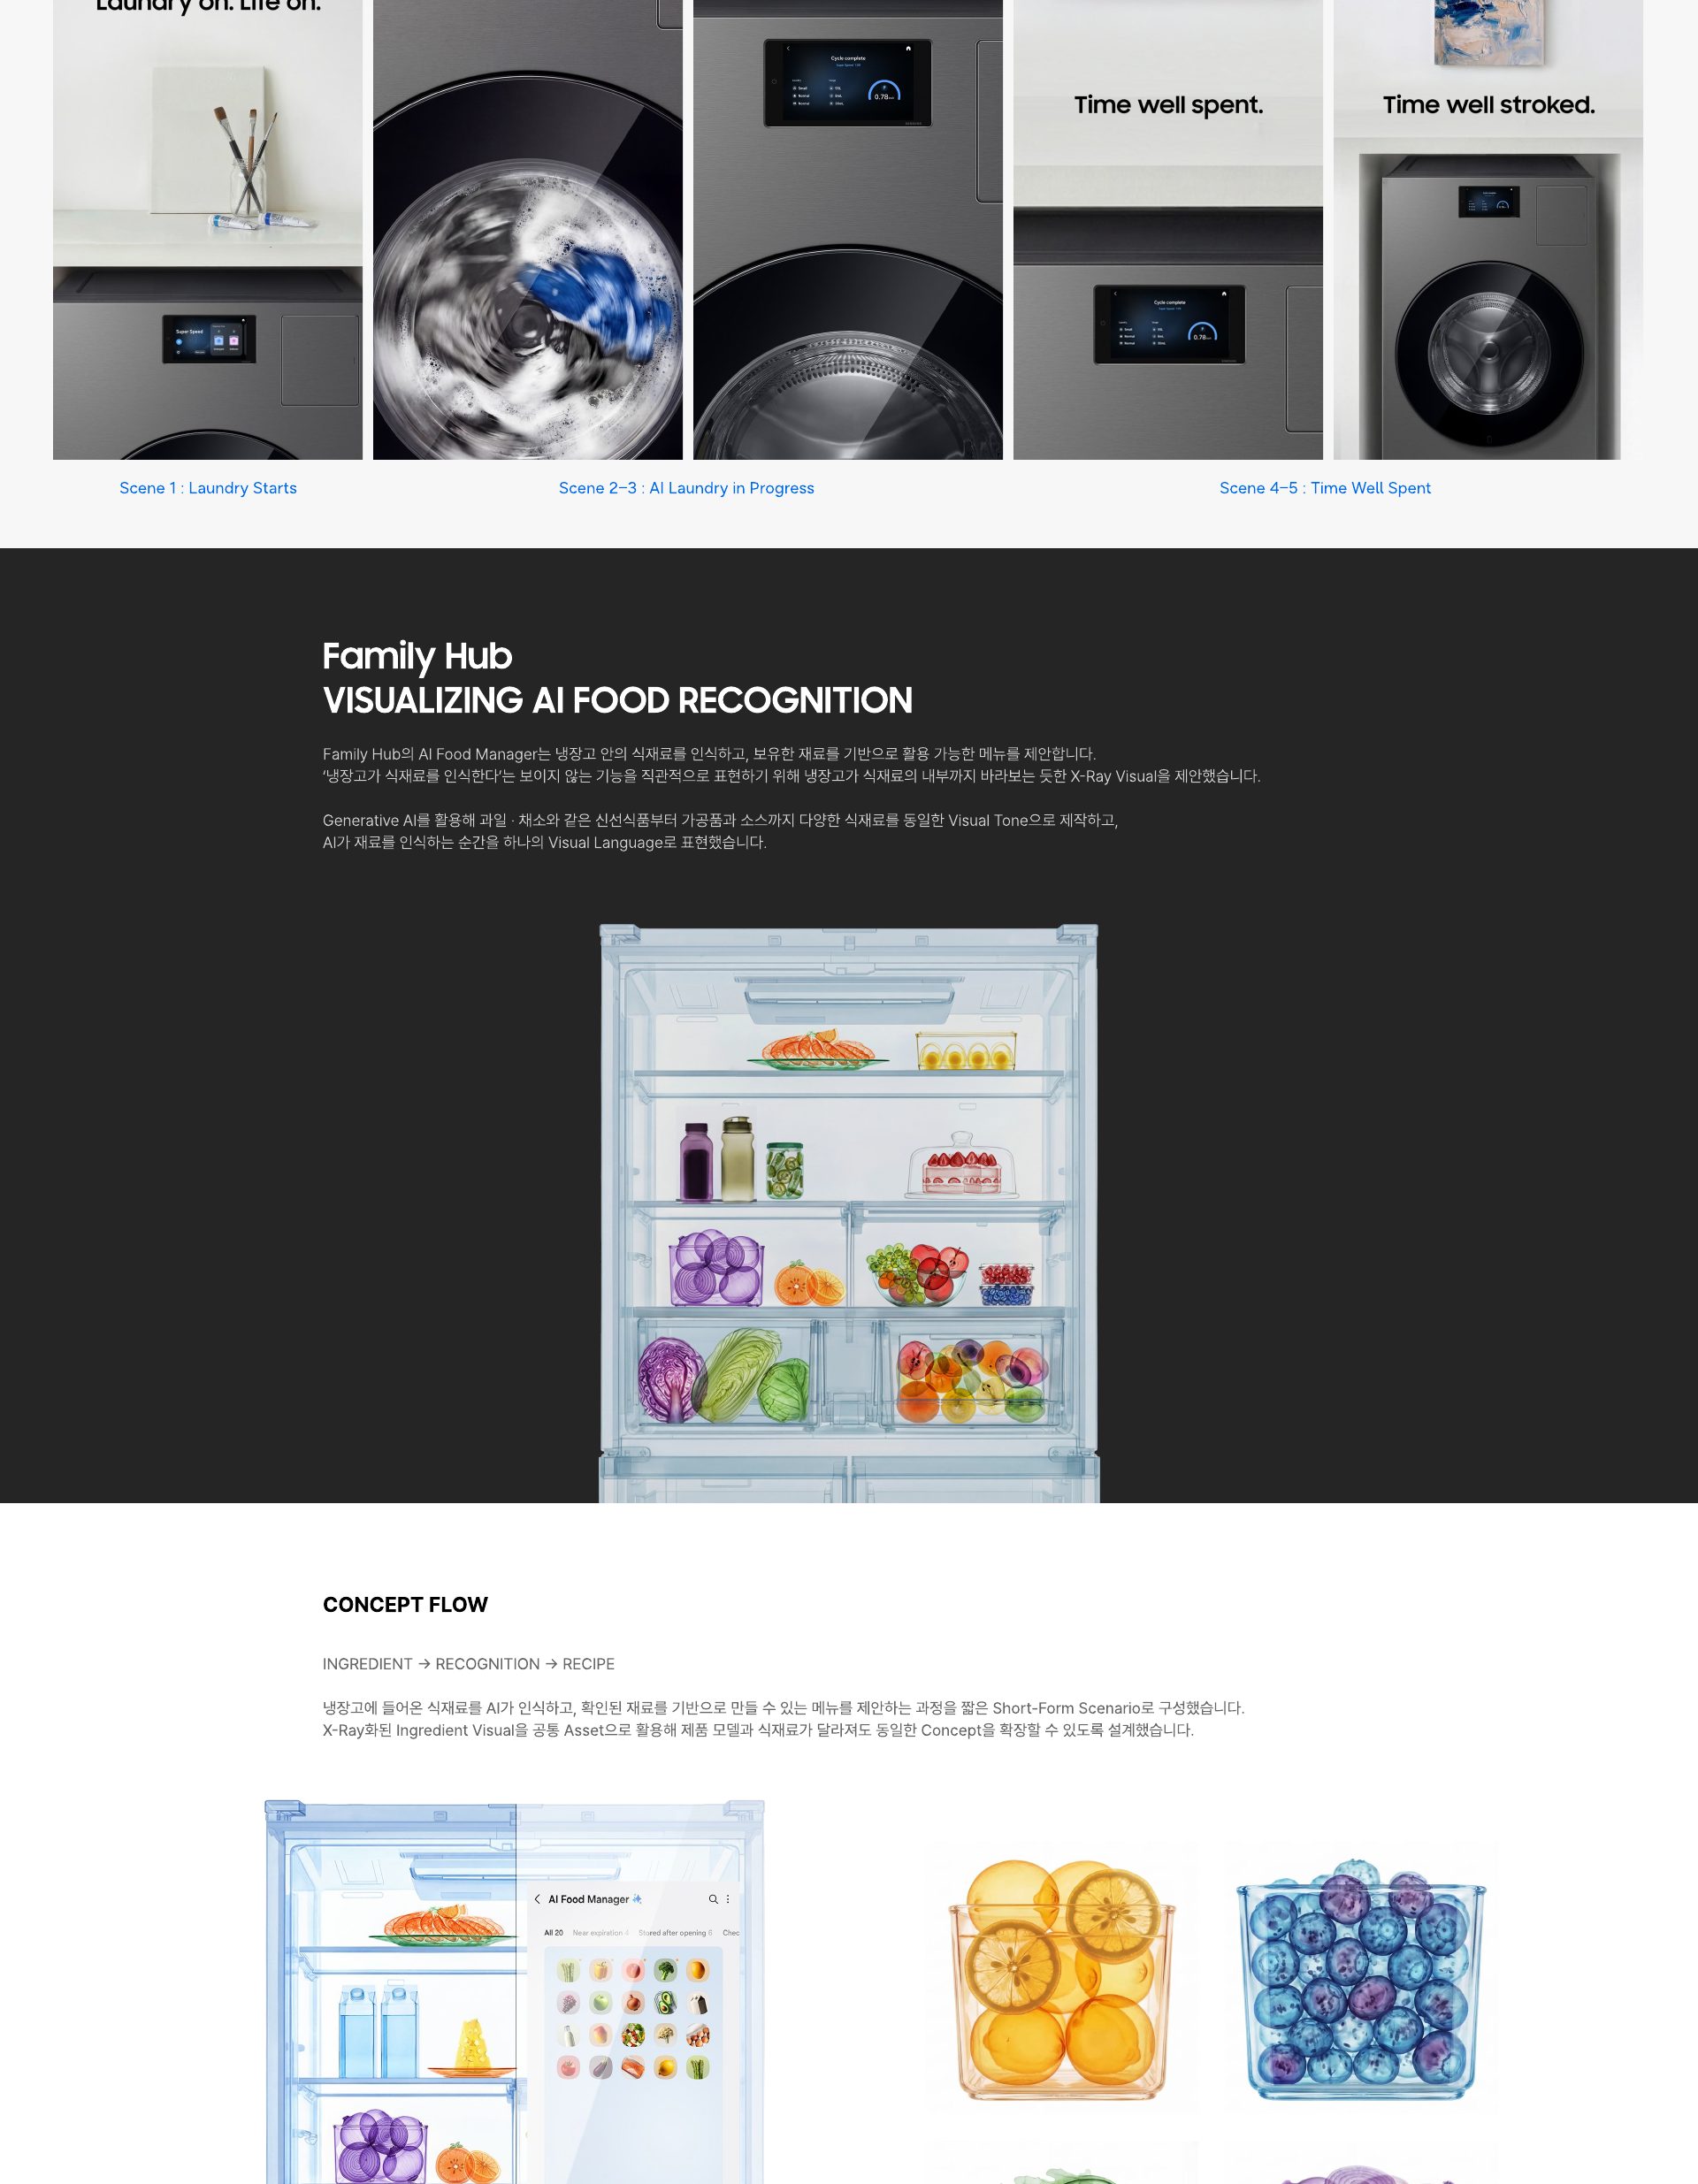 Laundry on. Life on.
Cycle complete
Super Speed
0.78
Time well spent.
Time well stroked.
Super Speed
Cycle complete
0.78
Scene 1 : Laundry Starts
Scene 2–3 : AI Laundry in Progress
Scene 4–5 : Time Well Spent
Family Hub
VISUALIZING AI FOOD RECOGNITION
Family Hub의 AI Food Manager는 냉장고 안의 식재료를 인식하고, 보유한 재료를 기반으로 활용 가능한 메뉴를 제안합니다.
‘냉장고가 식재료를 인식한다’는 보이지 않는 기능을 직관적으로 표현하기 위해 냉장고가 식재료의 내부까지 바라보는 듯한 X-Ray Visual을 제안했습니다.
Generative AI를 활용해 과일 · 채소와 같은 신선식품부터 가공품과 소스까지 다양한 식재료를 동일한 Visual Tone으로 제작하고,
AI가 재료를 인식하는 순간을 하나의 Visual Language로 표현했습니다.
CONCEPT FLOW
INGREDIENT → RECOGNITION → RECIPE
냉장고에 들어온 식재료를 AI가 인식하고, 확인된 재료를 기반으로 만들 수 있는 메뉴를 제안하는 과정을 짧은 Short-Form Scenario로 구성했습니다.
X-Ray화된 Ingredient Visual을 공통 Asset으로 활용해 제품 모델과 식재료가 달라져도 동일한 Concept을 확장할 수 있도록 설계했습니다.
AI Food Manager
All 20 Near expiration 4 Stored after opening 6 Chec